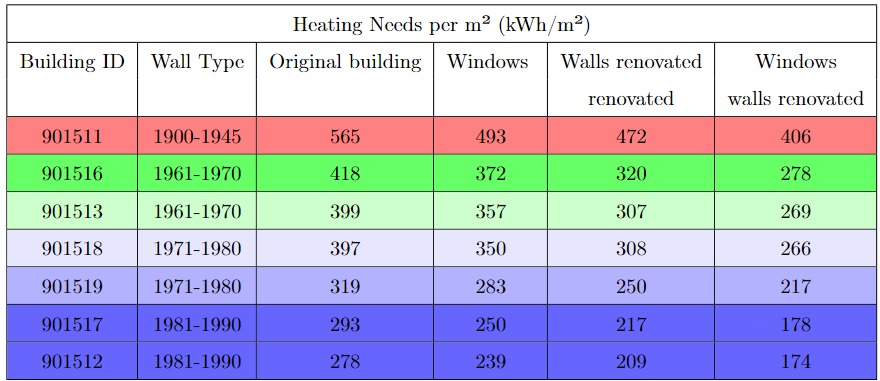 Heating Needs per m² (kWh/m²)
Building ID Wall Type Original building Windows Walls renovated Windows
renovated walls renovated
901511 1900-1945 565 493 472 406
901516 1961-1970 418 372 320 278
901513 1961-1970 399 357 307 269
901518 1971-1980 397 350 308 266
901519 1971-1980 319 283 250 217
901517 1981-1990 293 250 217 178
901512 1981-1990 278 239 209 174